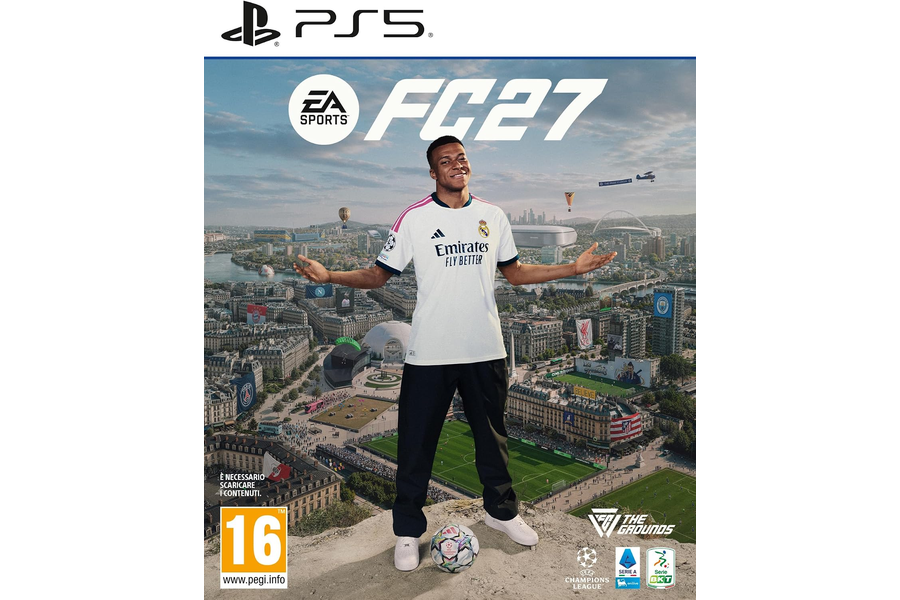 PS5
EA
SPORTS
FC27
Emirates
FLY BETTER
È NECESSARIO
SCARICARE
I CONTENUTI.
16
www.pegi.info
THE
GROUNDS
CHAMPIONS
LEAGUE
SERIE A
Serie
BKT